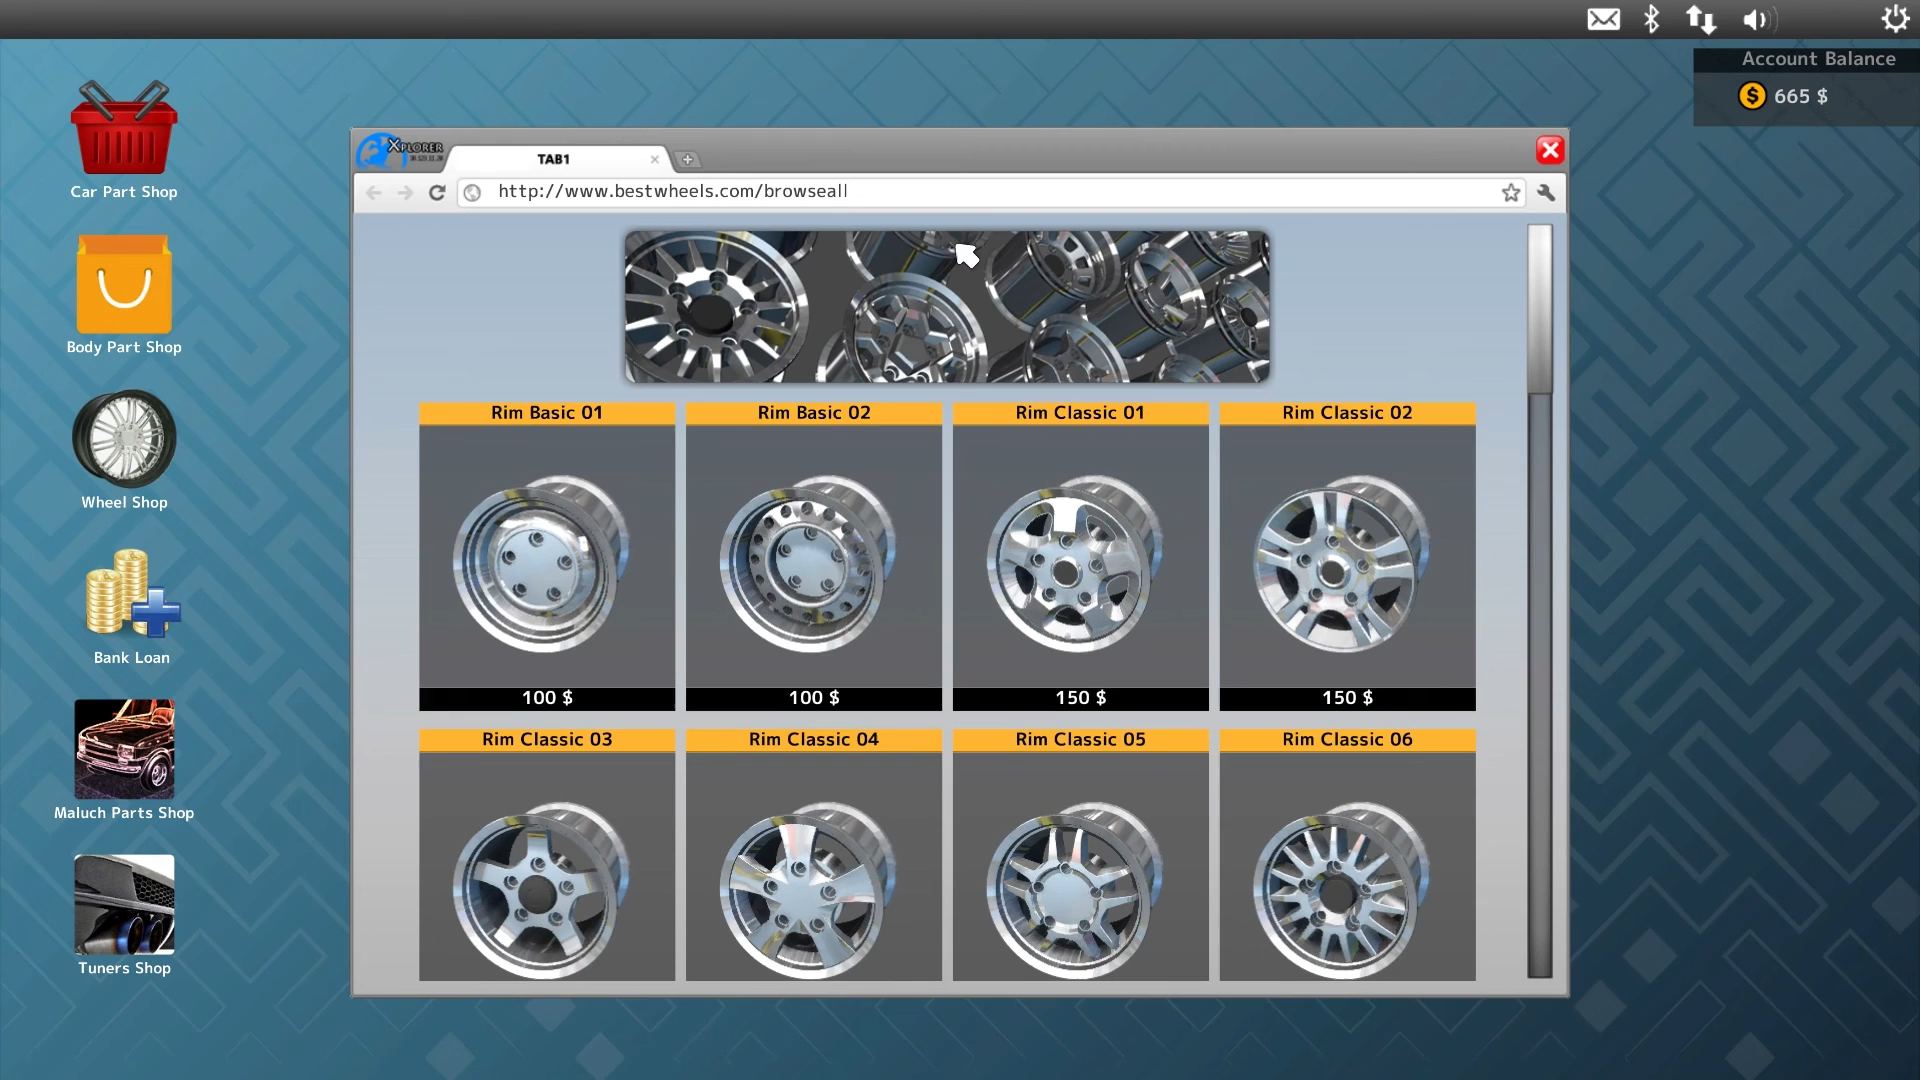 Account Balance
665 $
Car Part Shop
Body Part Shop
Wheel Shop
Bank Loan
Maluch Parts Shop
Tuners Shop
XPLORER
TAB1
http://www.bestwheels.com/browseall
Rim Basic 01
Rim Basic 02
Rim Classic 01
Rim Classic 02
100 $
100 $
150 $
150 $
Rim Classic 03
Rim Classic 04
Rim Classic 05
Rim Classic 06